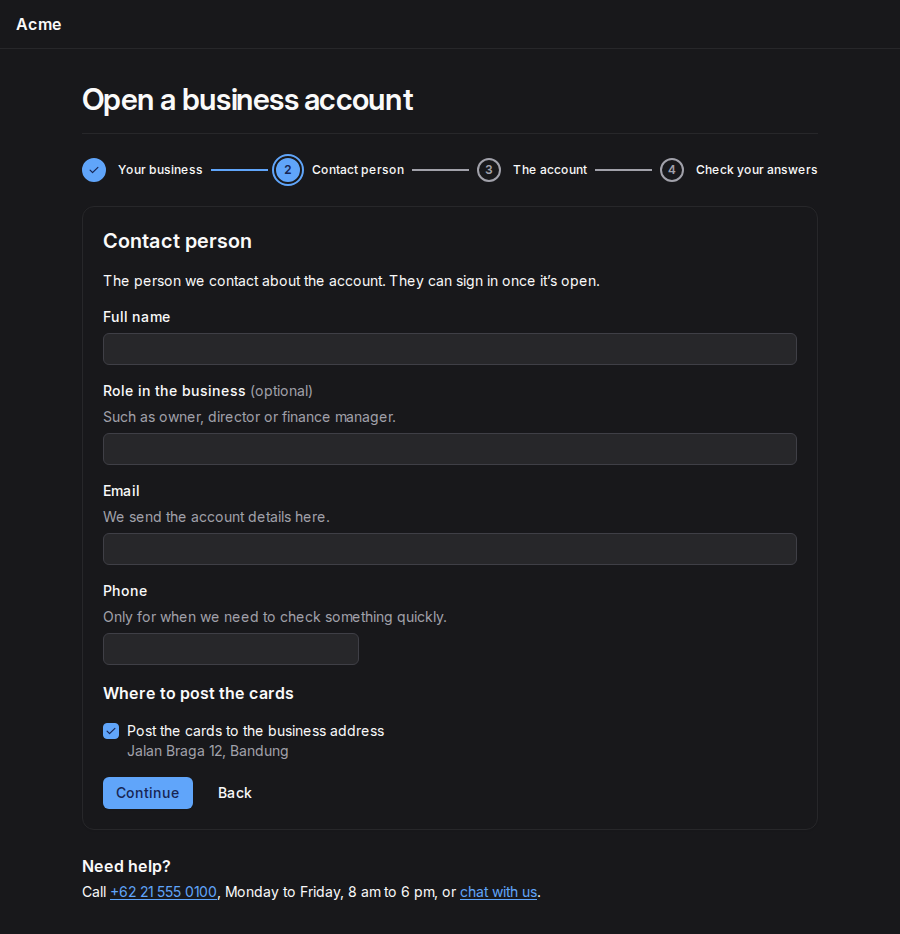 Acme
Open a business account
Your business
2 Contact person
3 The account
4 Check your answers
Contact person
The person we contact about the account. They can sign in once it’s open.
Full name
Role in the business (optional)
Such as owner, director or finance manager.
Email
We send the account details here.
Phone
Only for when we need to check something quickly.
Where to post the cards
Post the cards to the business address
Jalan Braga 12, Bandung
Continue Back
Need help?
Call +62 21 555 0100, Monday to Friday, 8 am to 6 pm, or chat with us.